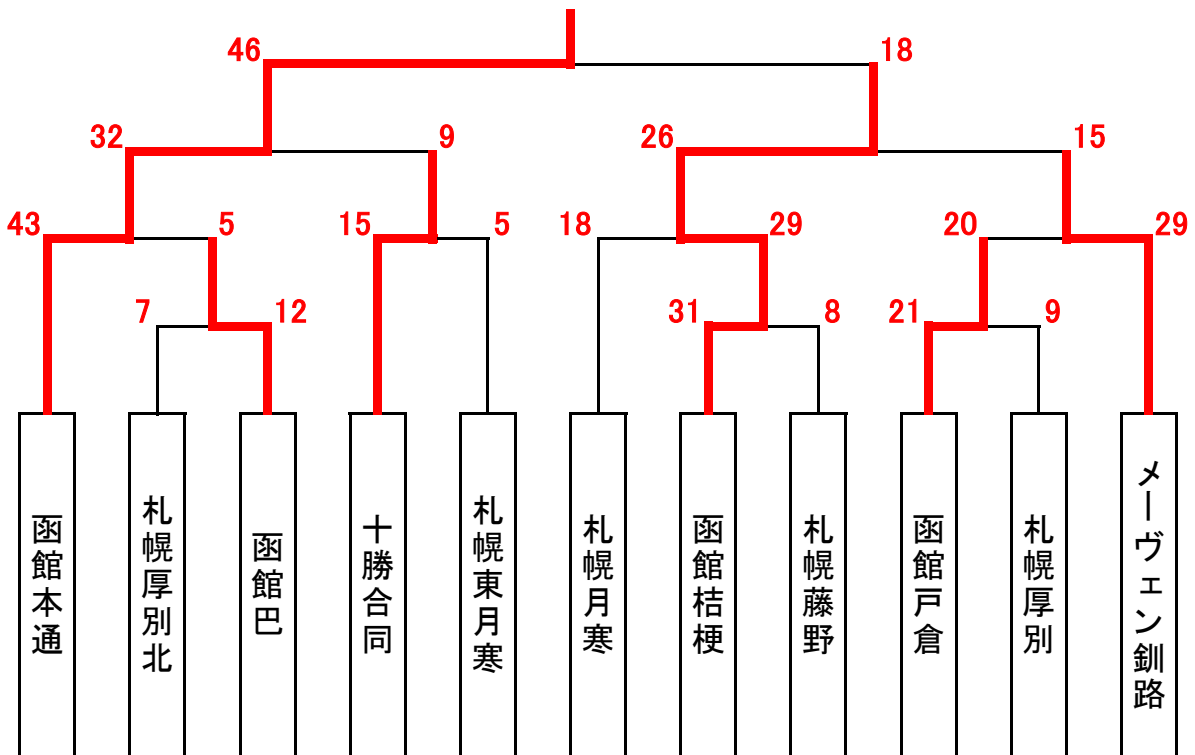 46
18
32
9
26
15
43
5
15
5
18
29
20
29
7
12
31
8
21
9
函館本通
札幌厚別北
函館巴
十勝合同
札幌東月寒
札幌月寒
函館桔梗
札幌藤野
函館戸倉
札幌厚別
メーヴェン釧路